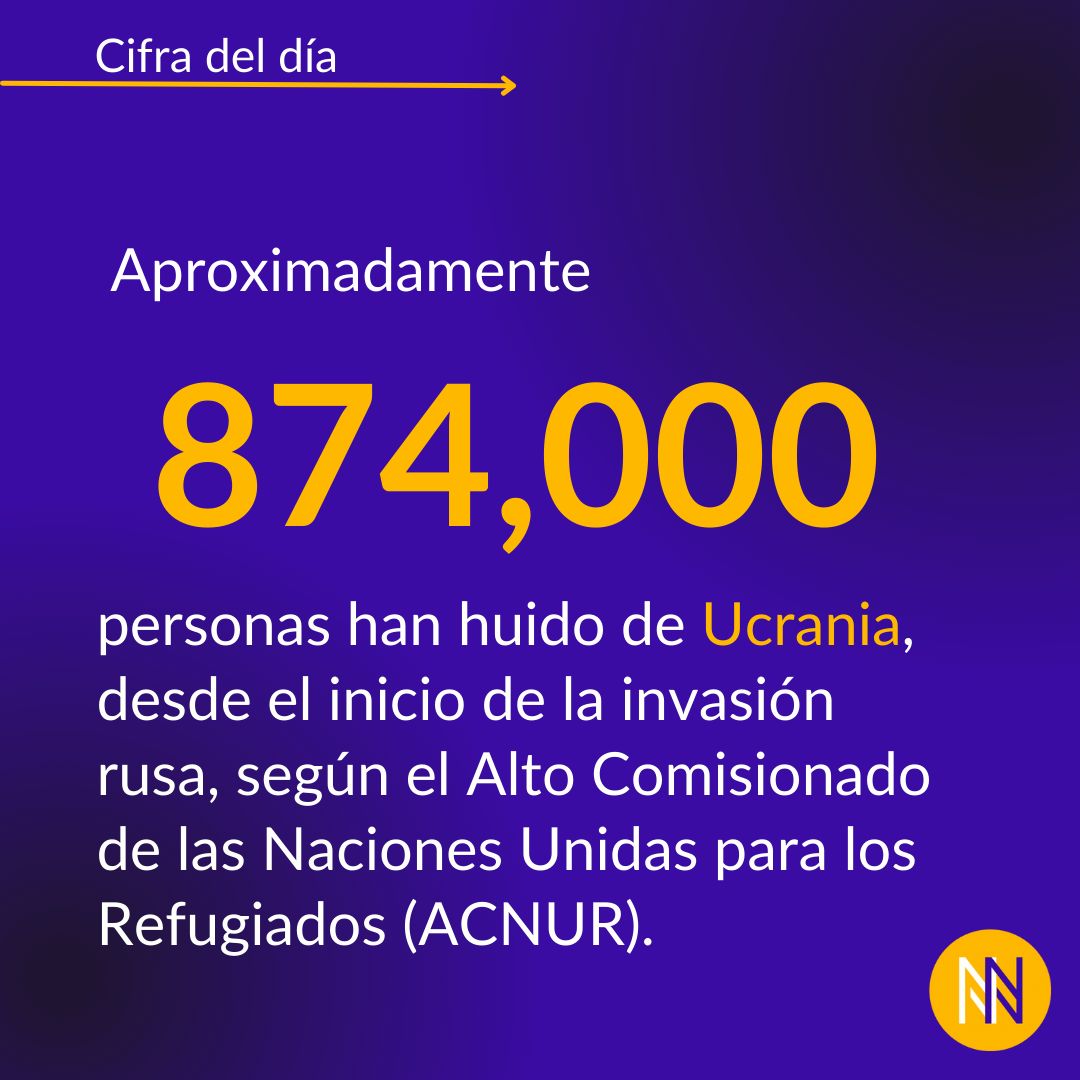 Cifra del día
Aproximadamente
874,000
personas han huido de Ucrania,
desde el inicio de la invasión
rusa, según el Alto Comisionado
de las Naciones Unidas para los
Refugiados (ACNUR).
NN